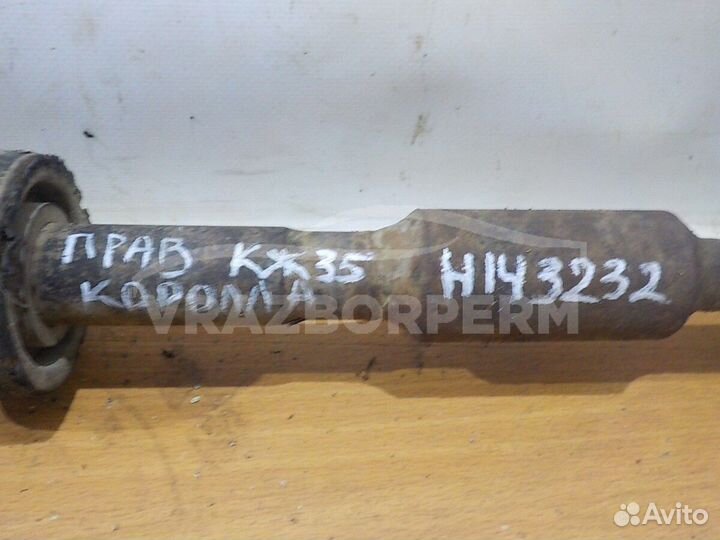 ПРАВ КЖ35
КОРОЛЛА
Н143232
VRAZBORPERM
Avito